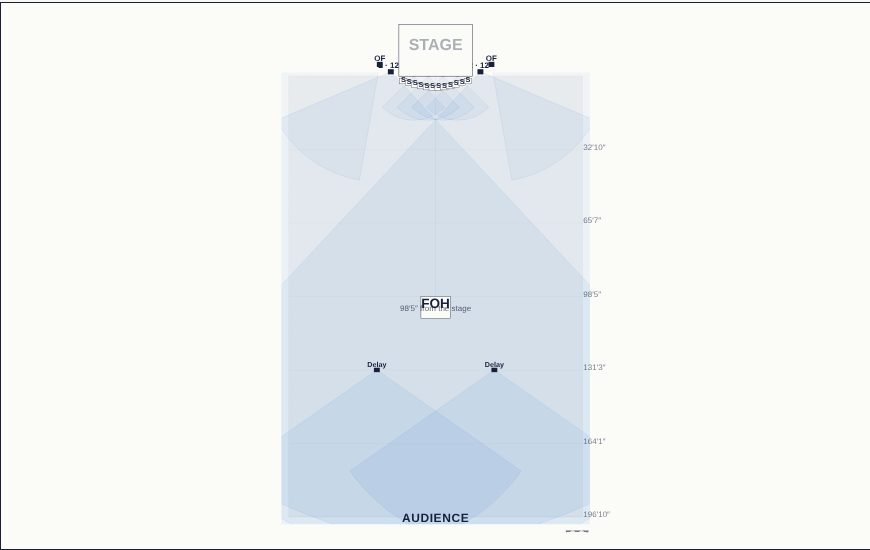 STAGE
OF
OF
· 12
· 12
S S S S S S S S S S S S
32'10"
65'7"
98'5"
FOH
98'5" from the stage
Delay
Delay
131'3"
164'1"
AUDIENCE
196'10"